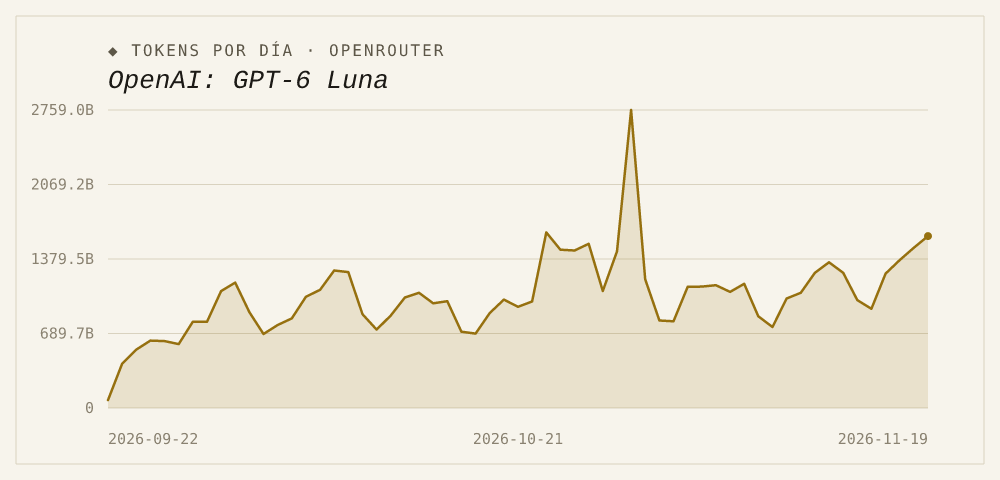 ◆ TOKENS POR DÍA · OPENROUTER
OpenAI: GPT-6 Luna
2759.0B
2069.2B
1379.5B
689.7B
0
2026-09-22 2026-10-21 2026-11-19